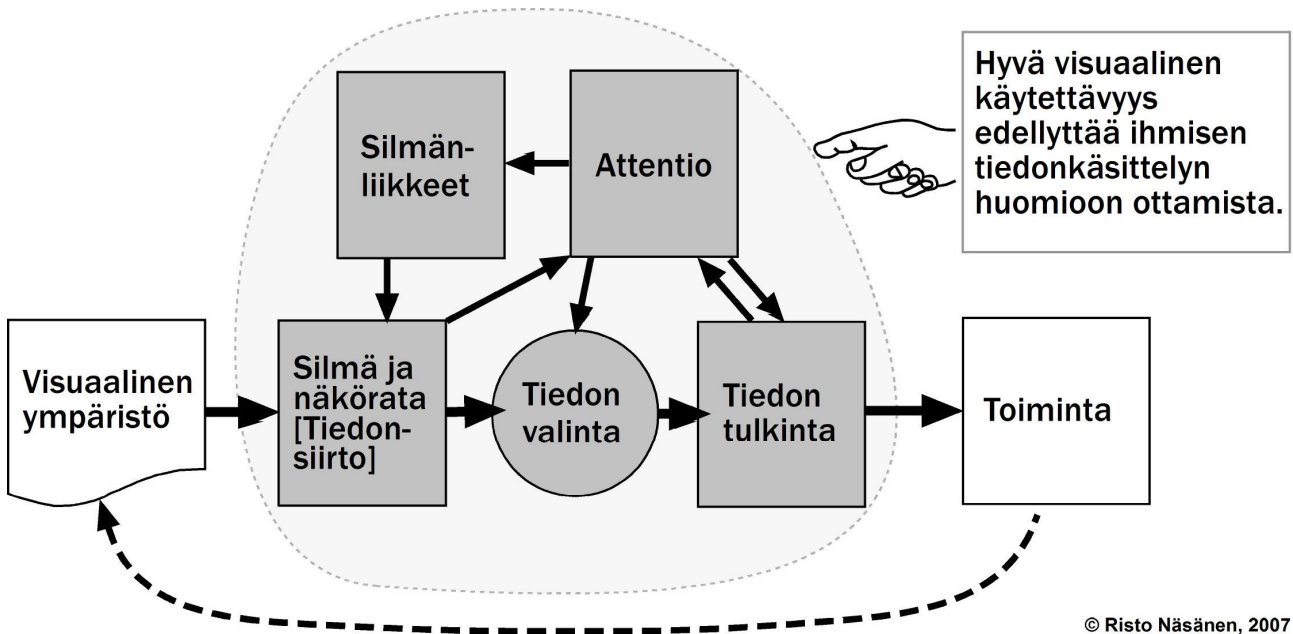 Hyvä visuaalinen
käytettävyys
edellyttää ihmisen
tiedonkäsittelyn
huomioon ottamista.
Silmän-
liikkeet
Attentio
Visuaalinen
ympäristö
Silmä ja
näkörata
[Tiedon-
siirto]
Tiedon
valinta
Tiedon
tulkinta
Toiminta
© Risto Näsänen, 2007